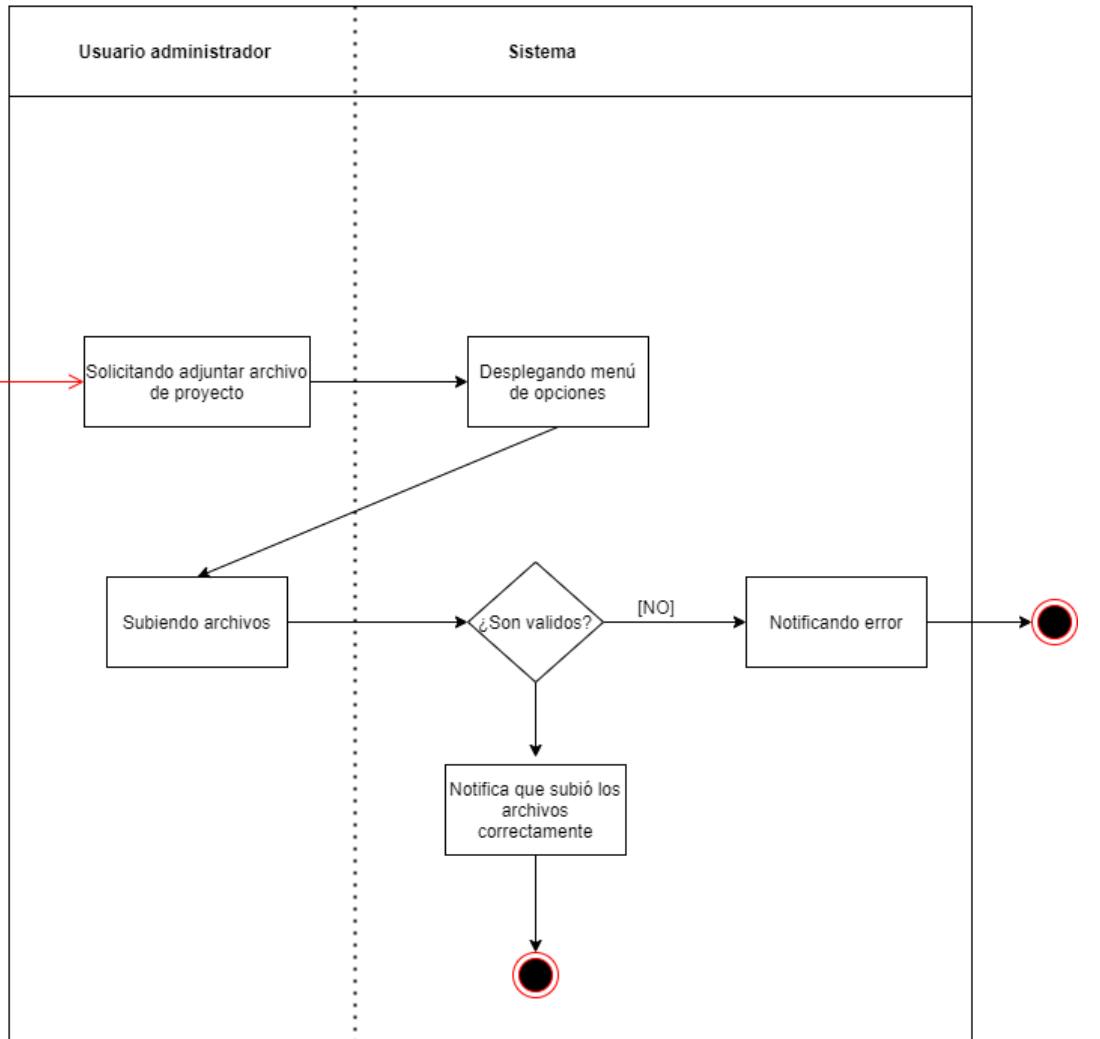 Usuario administrador
Sistema
Solicitando adjuntar archivo
de proyecto
Desplegando menú
de opciones
Subiendo archivos
¿Son validos?
[NO]
Notificando error
Notifica que subió los
archivos
correctamente